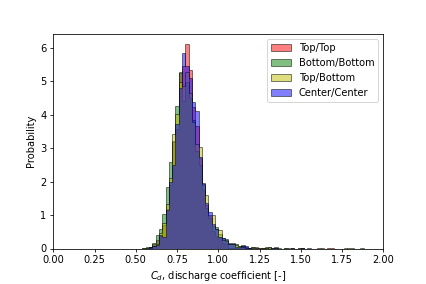 6
5
4
3
2
1
0
Probability
0.00 0.25 0.50 0.75 1.00 1.25 1.50 1.75 2.00
C_d, discharge coefficient [-]
Top/Top
Bottom/Bottom
Top/Bottom
Center/Center